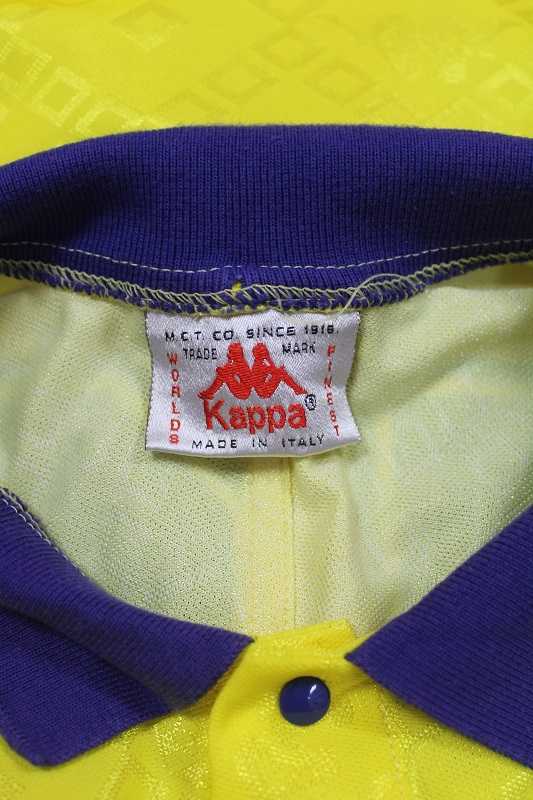 M.C.T. CO. SINCE 1916.
TRADE MARK
WORLDS
FINEST
Kappa®
MADE IN ITALY